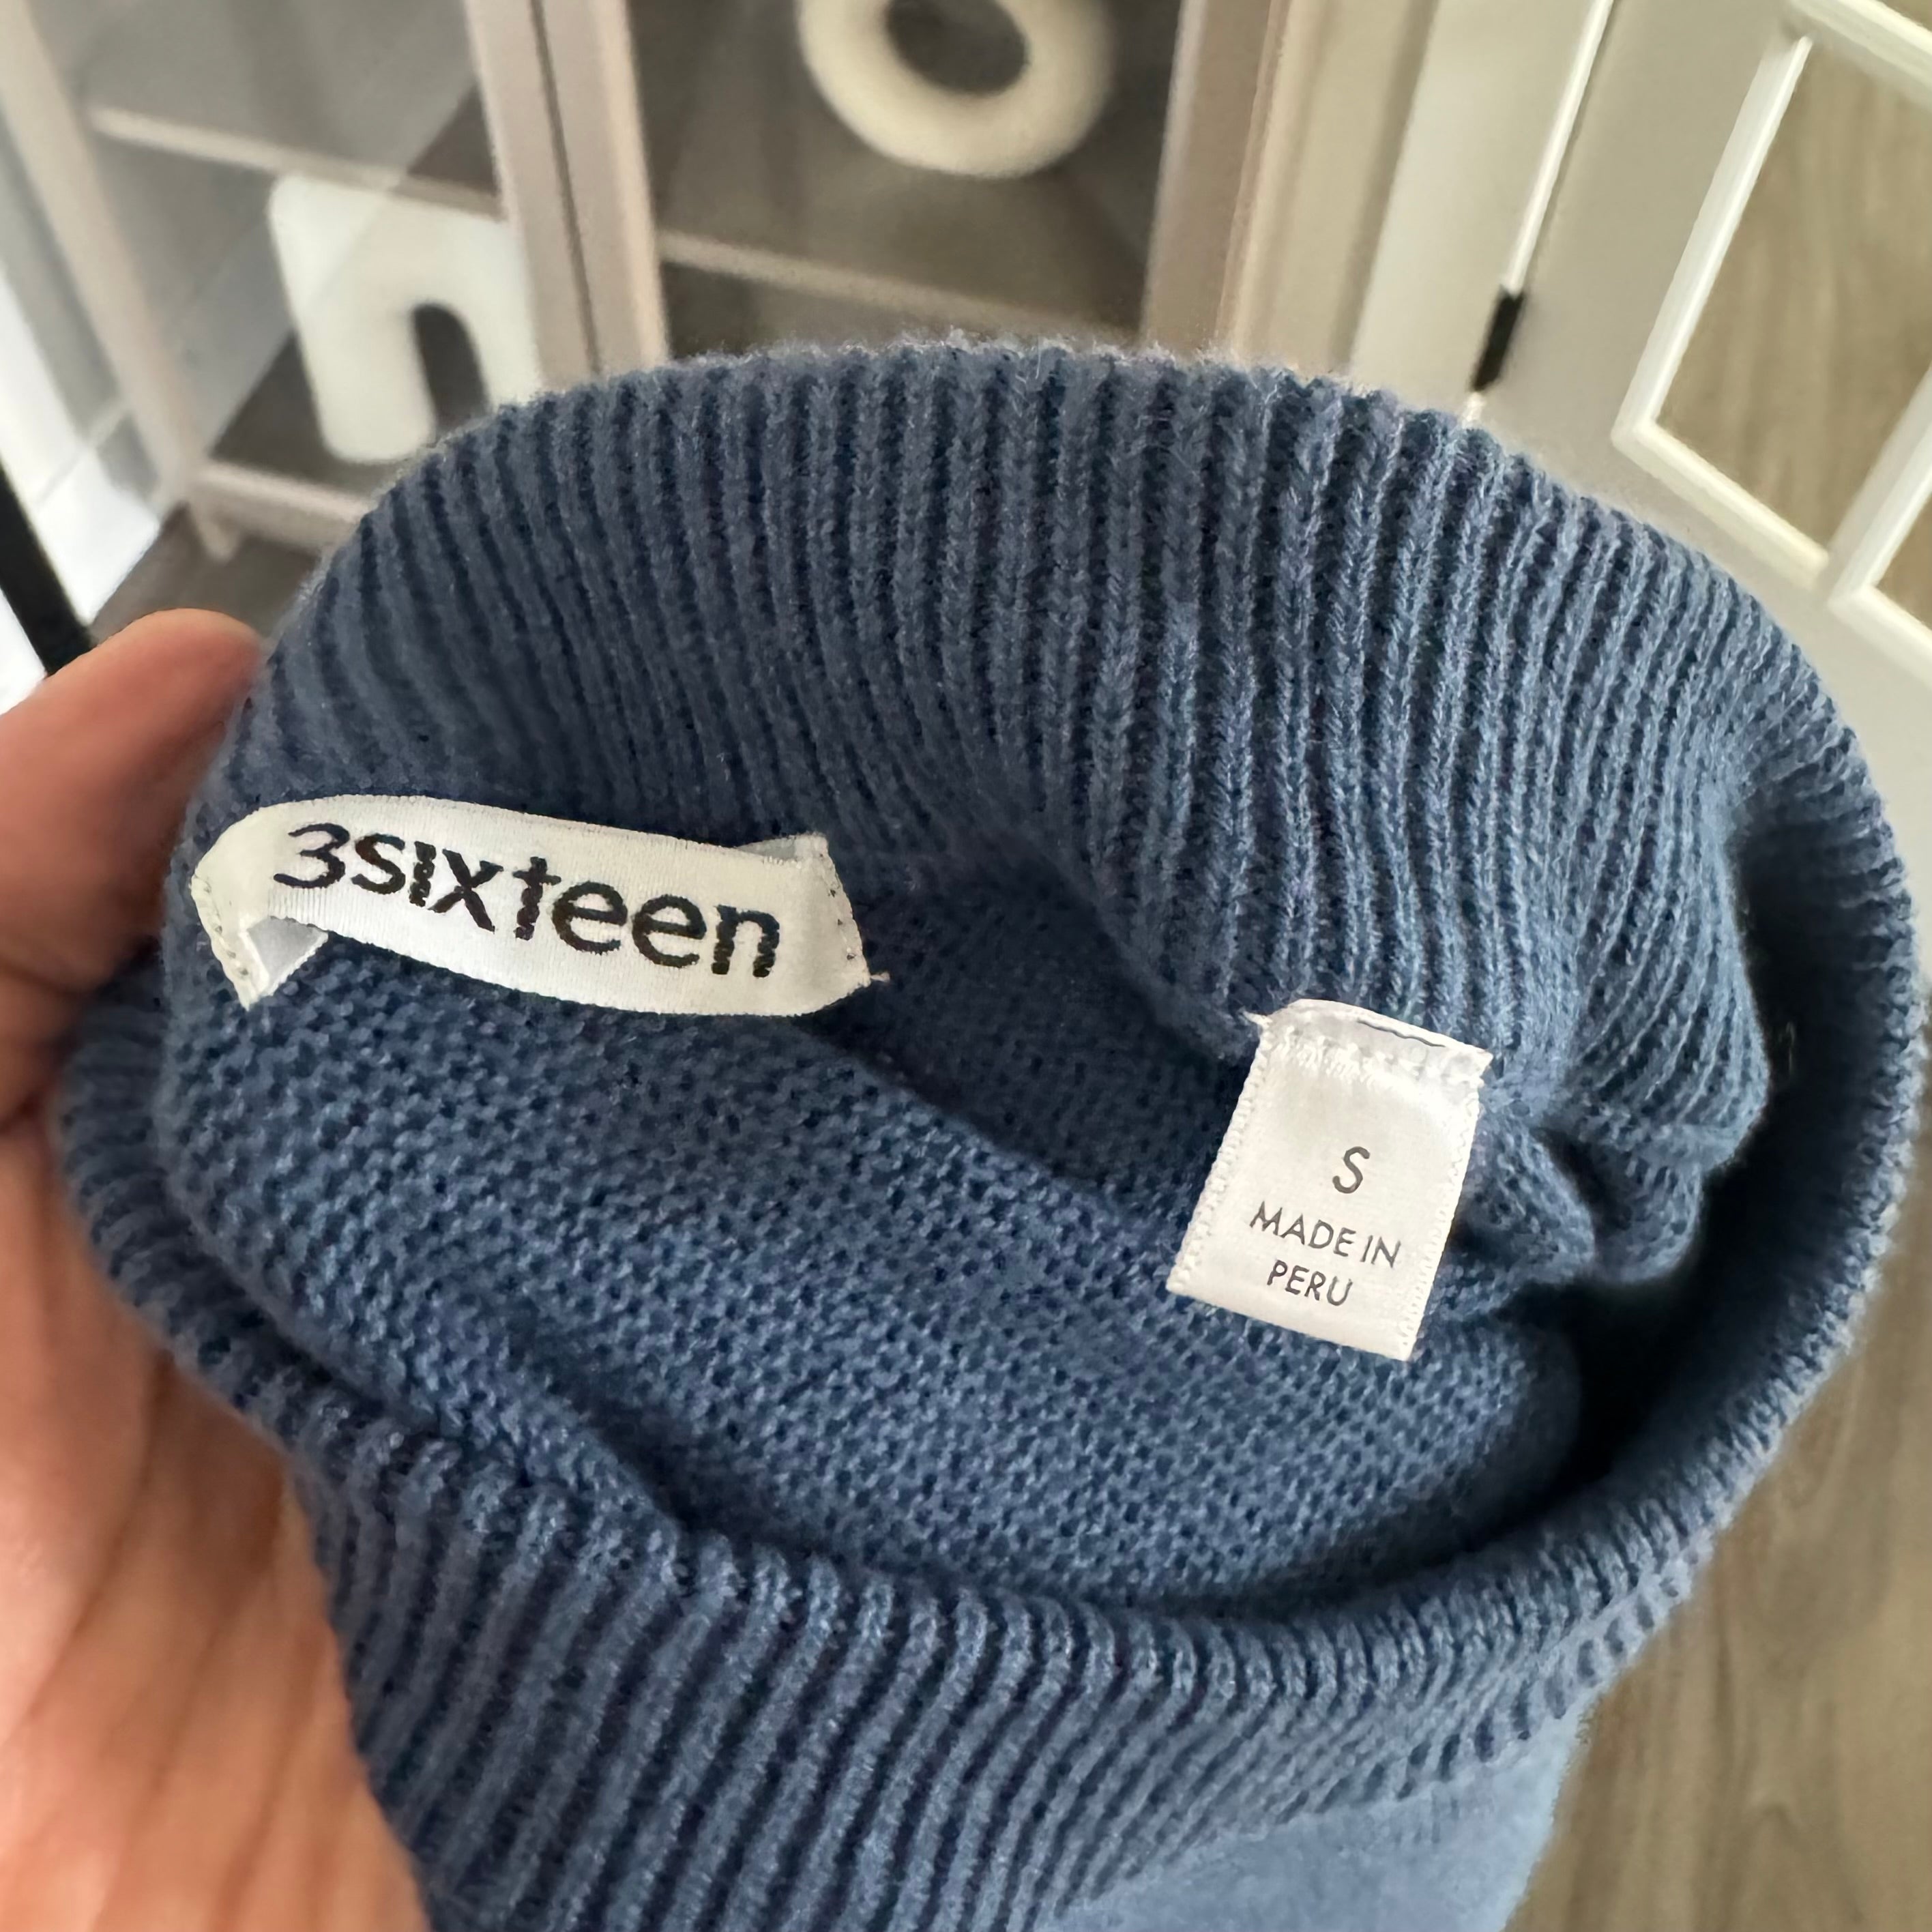 3sixteen
S
MADE IN
PERU